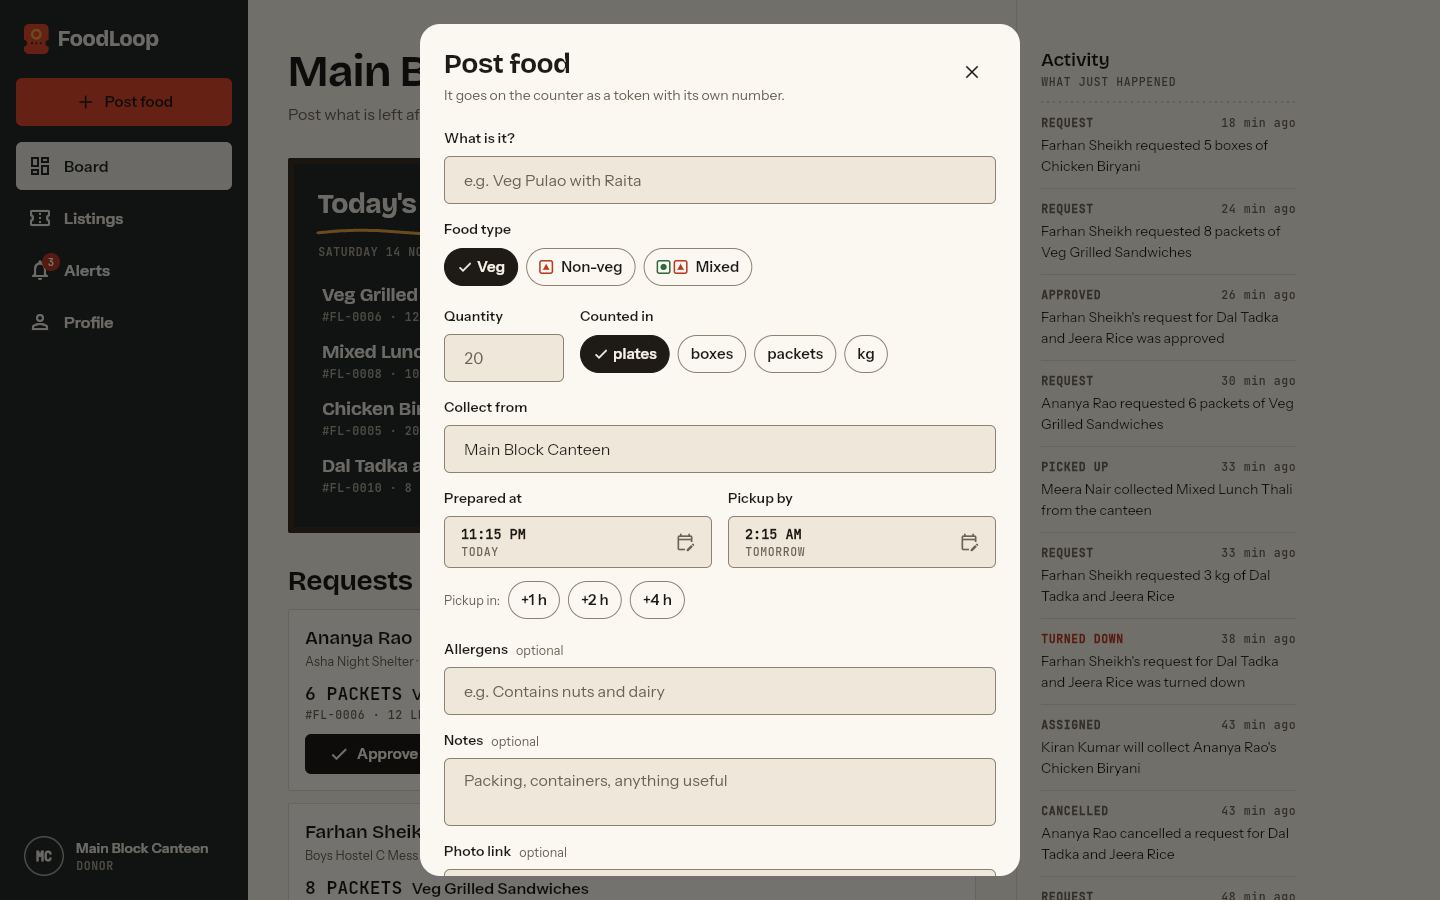 FoodLoop
Post food
Board
Listings
3
Alerts
Profile
MC
Main Block Canteen
DONOR
Main B
Post what is left af
Today's
SATURDAY 14 NO
Veg Grilled
#FL-0006 · 12
Mixed Lunc
#FL-0008 · 10
Chicken Bir
#FL-0005 · 20
Dal Tadka a
#FL-0010 · 8
Requests
Ananya Rao
Asha Night Shelter ·
6 PACKETS
#FL-0006 · 12
Approve
Farhan Sheik
Boys Hostel C Mess
8 PACKETS Veg Grilled Sandwiches
Post food
It goes on the counter as a token with its own number.
What is it?
e.g. Veg Pulao with Raita
Food type
Veg
Non-veg
Mixed
Quantity
Counted in
20
plates
boxes
packets
kg
Collect from
Main Block Canteen
Prepared at
Pickup by
11:15 PM
TODAY
2:15 AM
TOMORROW
Pickup in:
+1 h
+2 h
+4 h
Allergens optional
e.g. Contains nuts and dairy
Notes optional
Packing, containers, anything useful
Photo link optional
Activity
WHAT JUST HAPPENED
REQUEST 18 min ago
Farhan Sheikh requested 5 boxes of
Chicken Biryani
REQUEST 24 min ago
Farhan Sheikh requested 8 packets of
Veg Grilled Sandwiches
APPROVED 26 min ago
Farhan Sheikh's request for Dal Tadka
and Jeera Rice was approved
REQUEST 30 min ago
Ananya Rao requested 6 packets of Veg
Grilled Sandwiches
PICKED UP 33 min ago
Meera Nair collected Mixed Lunch Thali
from the canteen
REQUEST 33 min ago
Farhan Sheikh requested 3 kg of Dal
Tadka and Jeera Rice
TURNED DOWN 38 min ago
Farhan Sheikh's request for Dal Tadka
and Jeera Rice was turned down
ASSIGNED 43 min ago
Kiran Kumar will collect Ananya Rao's
Chicken Biryani
CANCELLED 43 min ago
Ananya Rao cancelled a request for Dal
Tadka and Jeera Rice
REQUEST 48 min ago